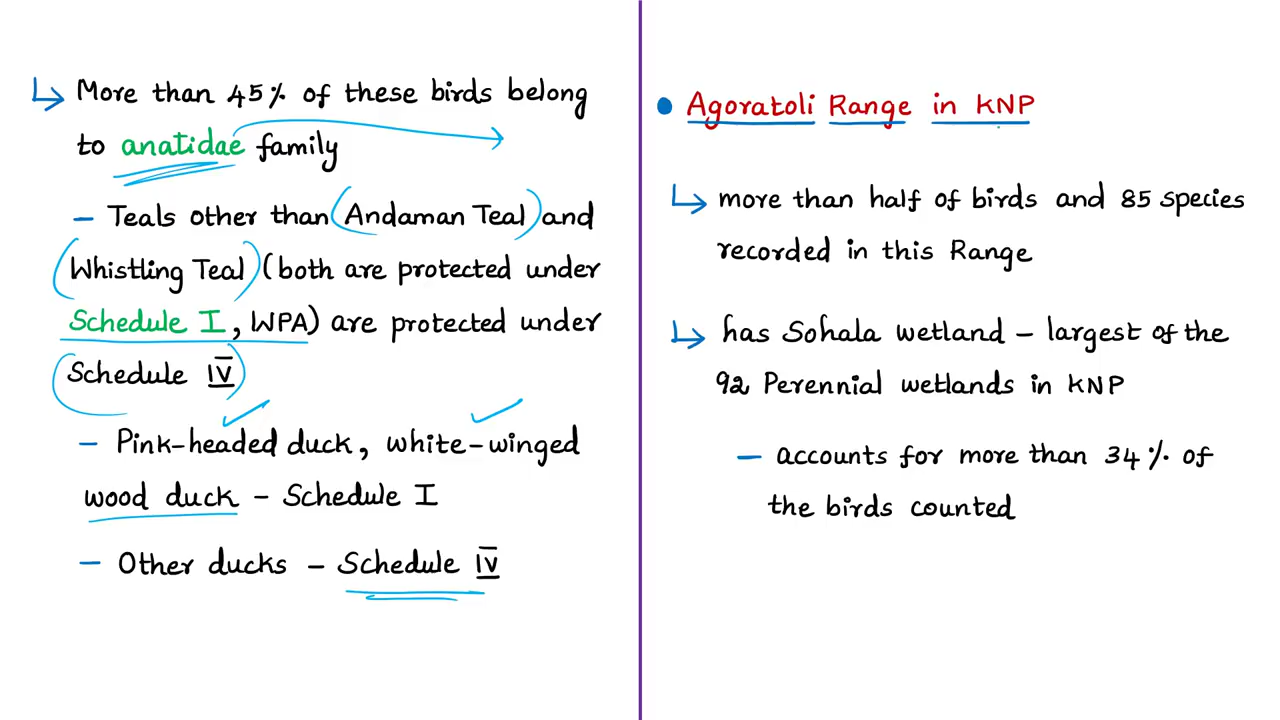 More than 45% of these birds belong
to anatidae family
– Teals other than (Andaman Teal) and
(Whistling Teal) (both are protected under
Schedule I, WPA) are protected under
(Schedule IV)
– Pink-headed duck, white-winged
wood duck – Schedule I
– Other ducks – Schedule IV
• Agoratoli Range in KNP
more than half of birds and 85 species
recorded in this Range
has Sohala wetland – largest of the
92 Perennial wetlands in KNP
– accounts for more than 34% of
the birds counted